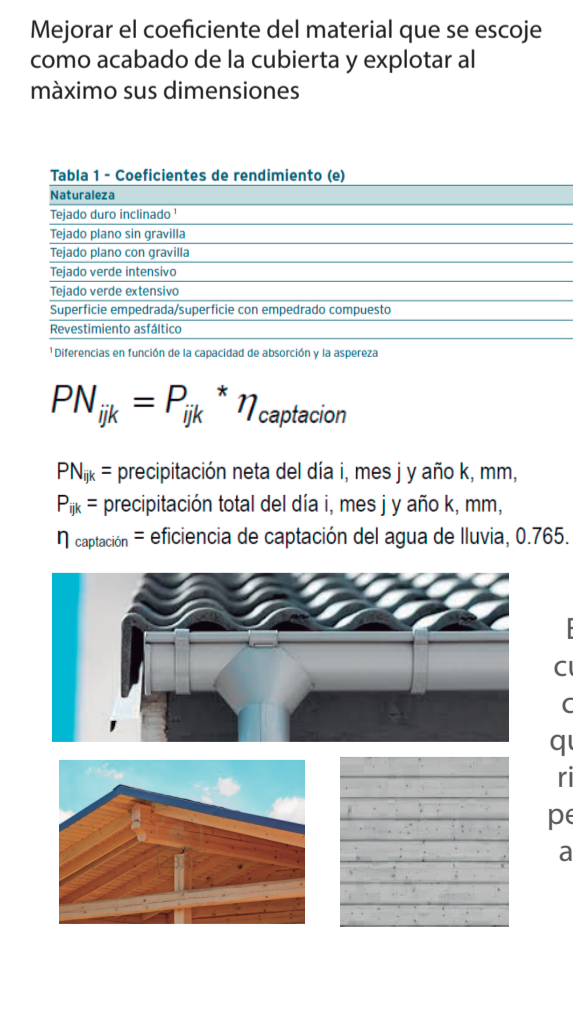 Mejorar el coeficiente del material que se escoje
como acabado de la cubierta y explotar al
màximo sus dimensiones
Tabla 1 - Coeficientes de rendimiento (e)
Naturaleza
Tejado duro inclinado ¹
Tejado plano sin gravilla
Tejado plano con gravilla
Tejado verde intensivo
Tejado verde extensivo
Superficie empedrada/superficie con empedrado compuesto
Revestimiento asfáltico
¹ Diferencias en función de la capacidad de absorción y la aspereza
PN ijk = P ijk * η captacion
PNijk = precipitación neta del día i, mes j y año k, mm,
Pijk = precipitación total del día i, mes j y año k, mm,
η captación = eficiencia de captación del agua de lluvia, 0.765.